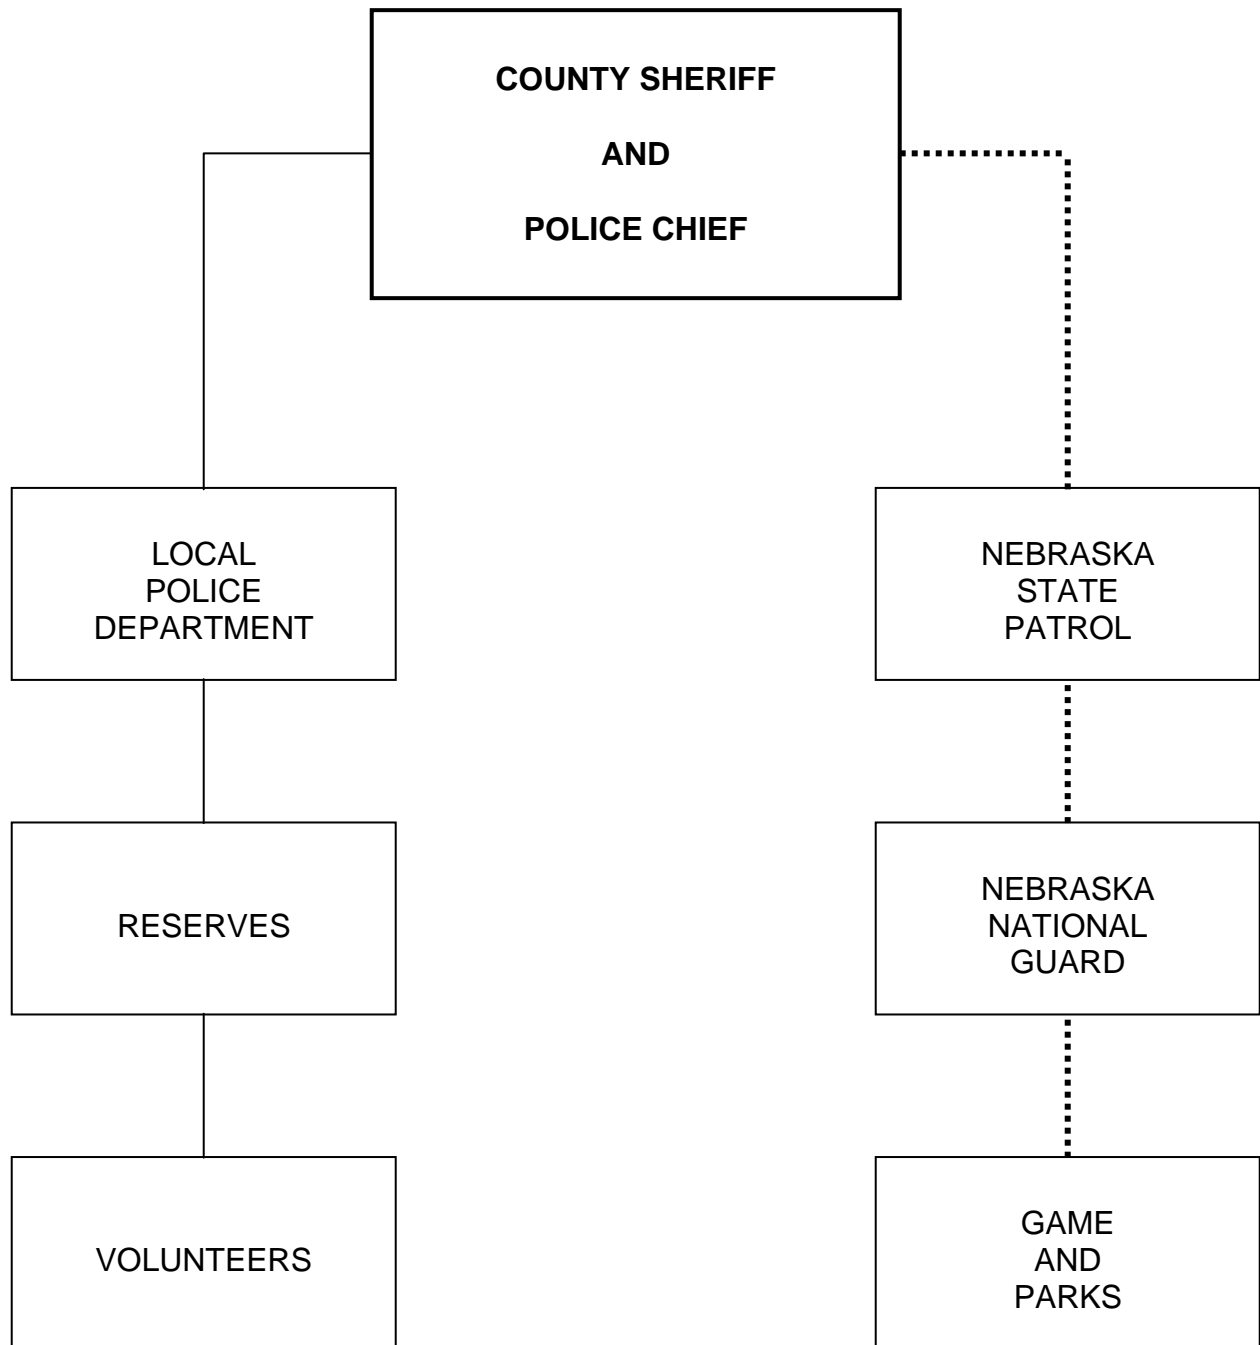 COUNTY SHERIFF
AND
POLICE CHIEF
LOCAL
POLICE
DEPARTMENT
NEBRASKA
STATE
PATROL
RESERVES
NEBRASKA
NATIONAL
GUARD
VOLUNTEERS
GAME
AND
PARKS